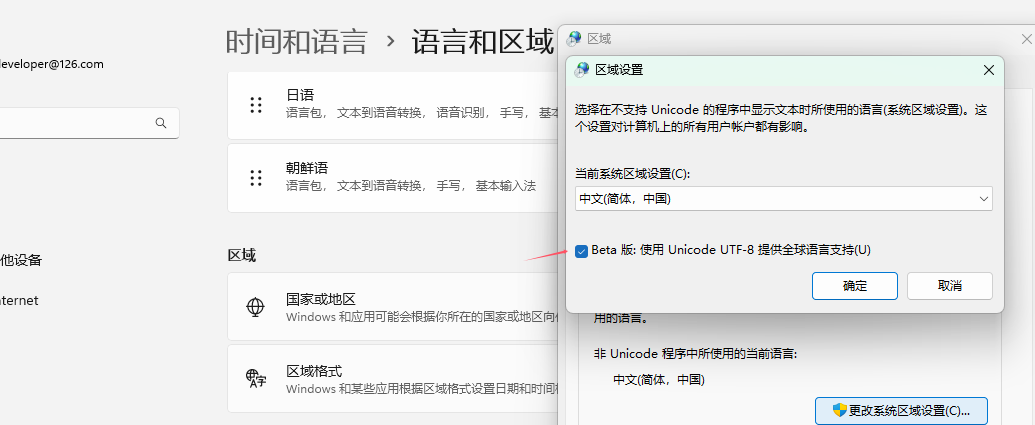 时间和语言 › 语言和区域
developer@126.com
日语
语言包， 文本到语音转换， 语音识别， 手写， 基本
朝鲜语
语言包， 文本到语音转换， 手写， 基本输入法
区域
他设备
国家或地区
Windows 和应用可能会根据你所在的国家或地区向
nternet
区域格式
Windows 和某些应用根据区域格式设置日期和时间
区域
区域设置
选择在不支持 Unicode 的程序中显示文本时所使用的语言(系统区域设置)。这
个设置对计算机上的所有用户帐户都有影响。
当前系统区域设置(C):
中文(简体，中国)
Beta 版: 使用 Unicode UTF-8 提供全球语言支持(U)
确定
取消
用的语言。
非 Unicode 程序中所使用的当前语言:
中文(简体，中国)
更改系统区域设置(C)...